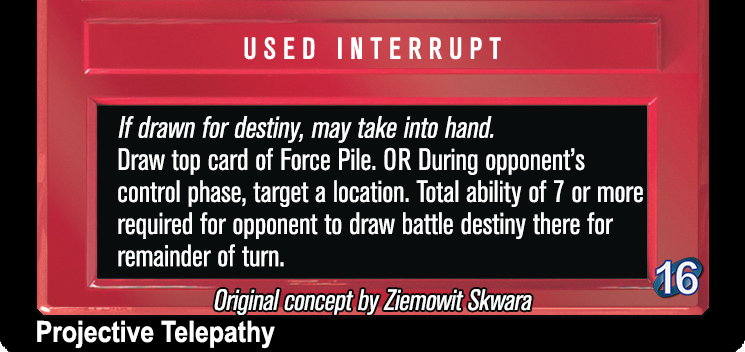 USED INTERRUPT
If drawn for destiny, may take into hand.
Draw top card of Force Pile. OR During opponent's
control phase, target a location. Total ability of 7 or more
required for opponent to draw battle destiny there for
remainder of turn.
16
Original concept by Ziemowit Skwara
Projective Telepathy